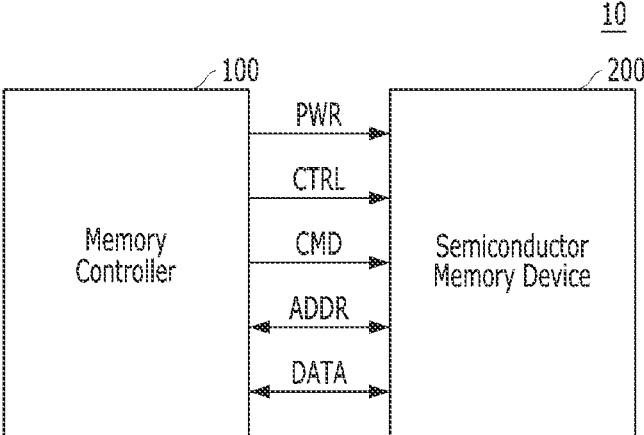 10
100
200
PWR
CTRL
CMD
ADDR
DATA
Memory
Controller
Semiconductor
Memory Device